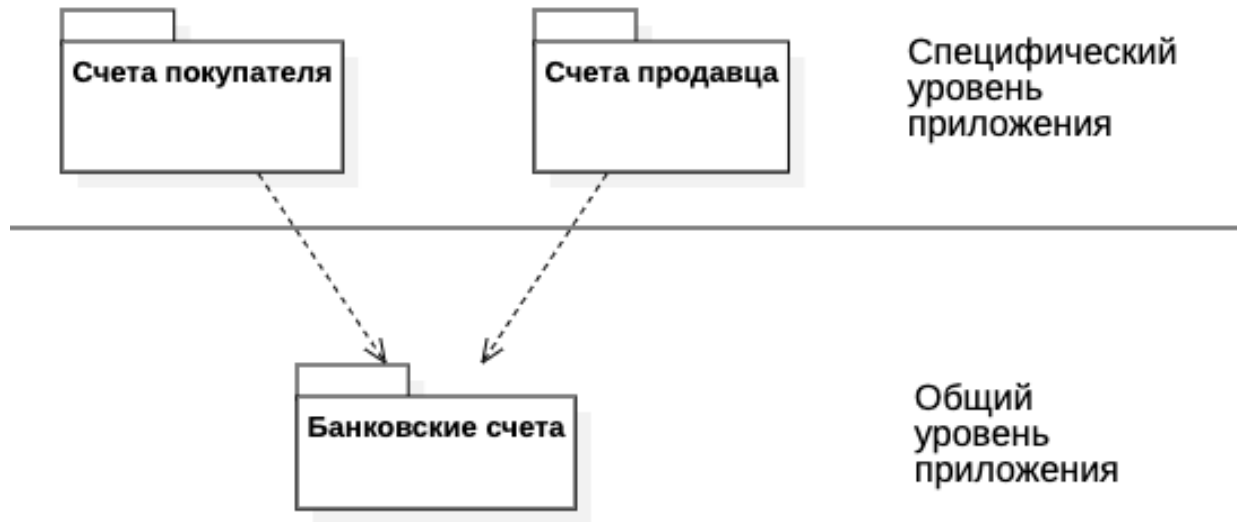 Счета покупателя
Счета продавца
Специфический
уровень
приложения
Банковские счета
Общий
уровень
приложения